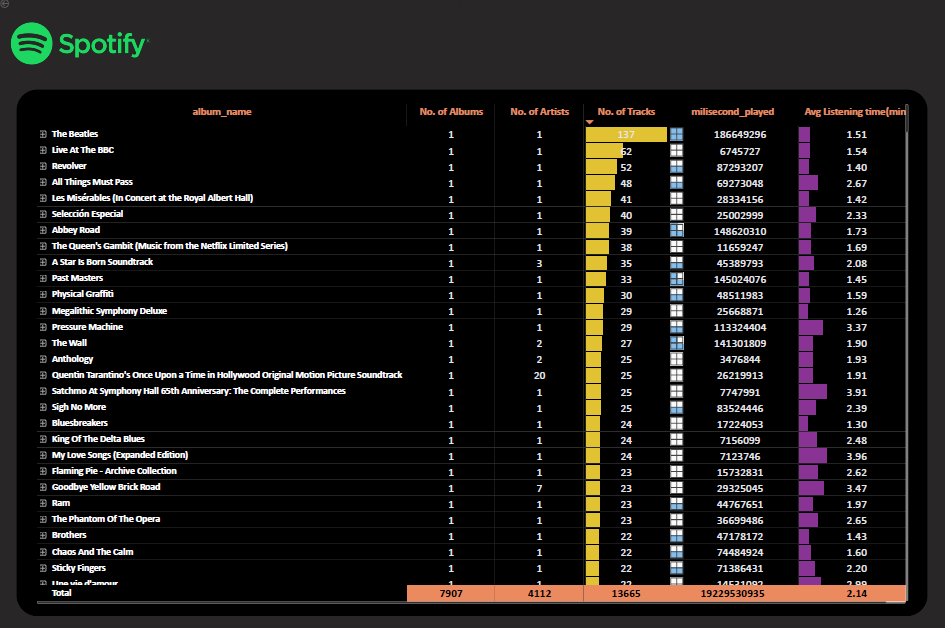 Spotify
album_name No. of Albums No. of Artists No. of Tracks milisecond_played Avg Listening time(min
The Beatles 1 1 137 186649296 1.51
Live At The BBC 1 1 62 6745727 1.54
Revolver 1 1 52 87293207 1.40
All Things Must Pass 1 1 48 69273048 2.67
Les Misérables (In Concert at the Royal Albert Hall) 1 1 41 28334156 1.42
Selección Especial 1 1 40 25002999 2.33
Abbey Road 1 1 39 148620310 1.73
The Queen's Gambit (Music from the Netflix Limited Series) 1 1 38 11659247 1.69
A Star Is Born Soundtrack 1 3 35 45389793 2.08
Past Masters 1 1 33 145024076 1.45
Physical Graffiti 1 1 30 48511983 1.59
Megalithic Symphony Deluxe 1 1 29 25668871 1.26
Pressure Machine 1 1 29 113324404 3.37
The Wall 1 2 27 141301809 1.90
Anthology 1 2 25 3476844 1.93
Quentin Tarantino's Once Upon a Time in Hollywood Original Motion Picture Soundtrack 1 20 25 26219913 1.91
Satchmo At Symphony Hall 65th Anniversary: The Complete Performances 1 1 25 7747991 3.91
Sigh No More 1 1 25 83524446 2.39
Bluesbreakers 1 1 24 17224053 1.30
King Of The Delta Blues 1 1 24 7156099 2.48
My Love Songs (Expanded Edition) 1 1 24 7123746 3.96
Flaming Pie - Archive Collection 1 1 23 15732831 2.62
Goodbye Yellow Brick Road 1 7 23 29325045 3.47
Ram 1 1 23 44767651 1.97
The Phantom Of The Opera 1 1 23 36699486 2.65
Brothers 1 1 22 47178172 1.43
Chaos And The Calm 1 1 22 74484924 1.60
Sticky Fingers 1 1 22 71386431 2.20
Une vie d'amour 1 1 22 14531092 2.99
Total 7907 4112 13665 19229530935 2.14